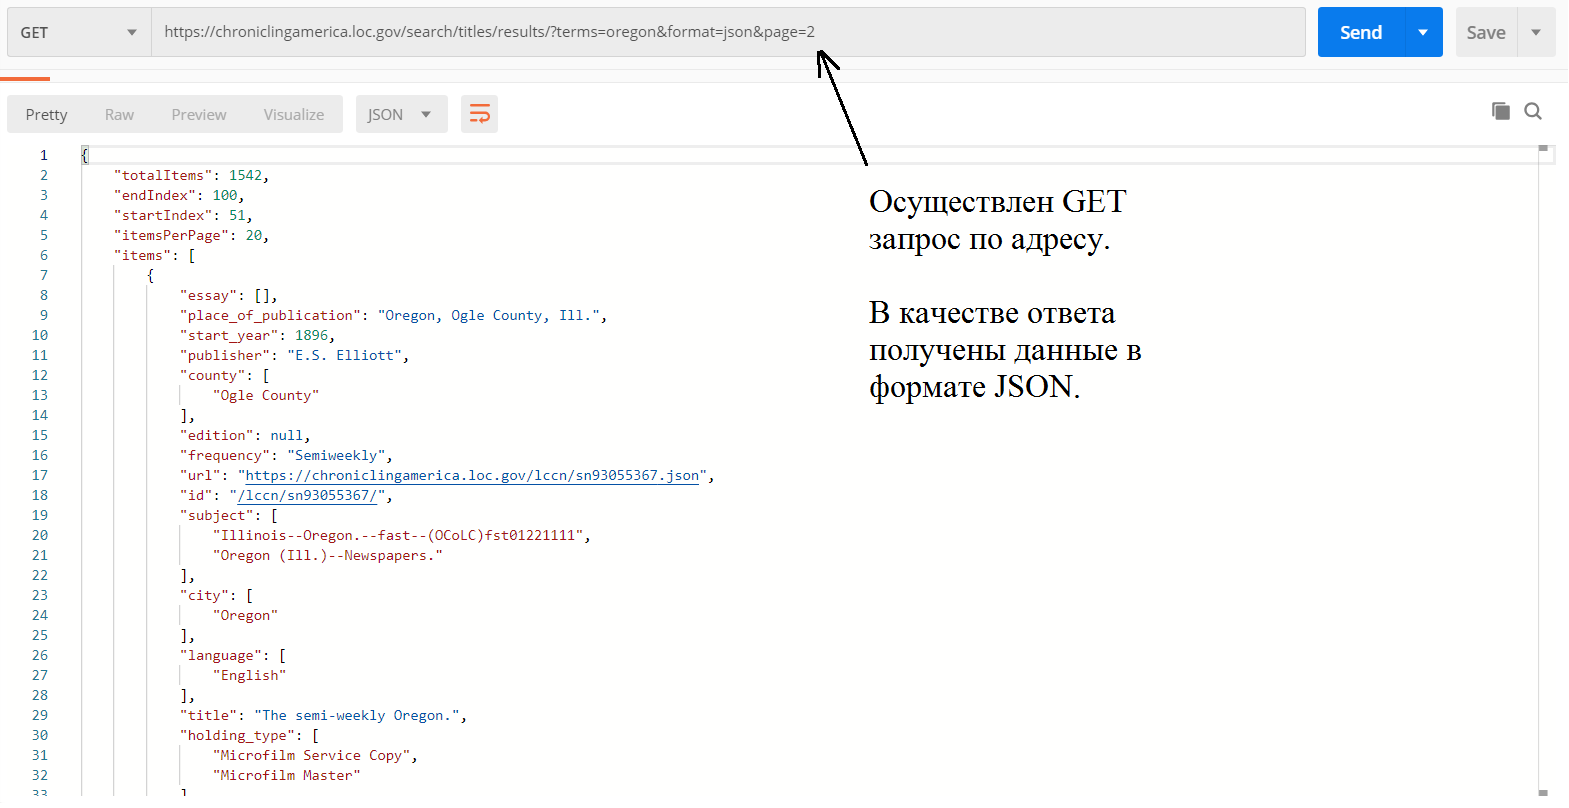 GET https://chroniclingamerica.loc.gov/search/titles/results/?terms=oregon&format=json&page=2 Send Save
Pretty Raw Preview Visualize JSON
1 {
2 "totalItems": 1542,
3 "endIndex": 100,
4 "startIndex": 51,
5 "itemsPerPage": 20,
6 "items": [
7 {
8 "essay": [],
9 "place_of_publication": "Oregon, Ogle County, Ill.",
10 "start_year": 1896,
11 "publisher": "E.S. Elliott",
12 "county": [
13 "Ogle County"
14 ],
15 "edition": null,
16 "frequency": "Semiweekly",
17 "url": "https://chroniclingamerica.loc.gov/lccn/sn93055367.json",
18 "id": "/lccn/sn93055367/",
19 "subject": [
20 "Illinois--Oregon.--fast--(OCoLC)fst01221111",
21 "Oregon (Ill.)--Newspapers."
22 ],
23 "city": [
24 "Oregon"
25 ],
26 "language": [
27 "English"
28 ],
29 "title": "The semi-weekly Oregon.",
30 "holding_type": [
31 "Microfilm Service Copy",
32 "Microfilm Master"
33 ]
Осуществлен GET
запрос по адресу.
В качестве ответа
получены данные в
формате JSON.